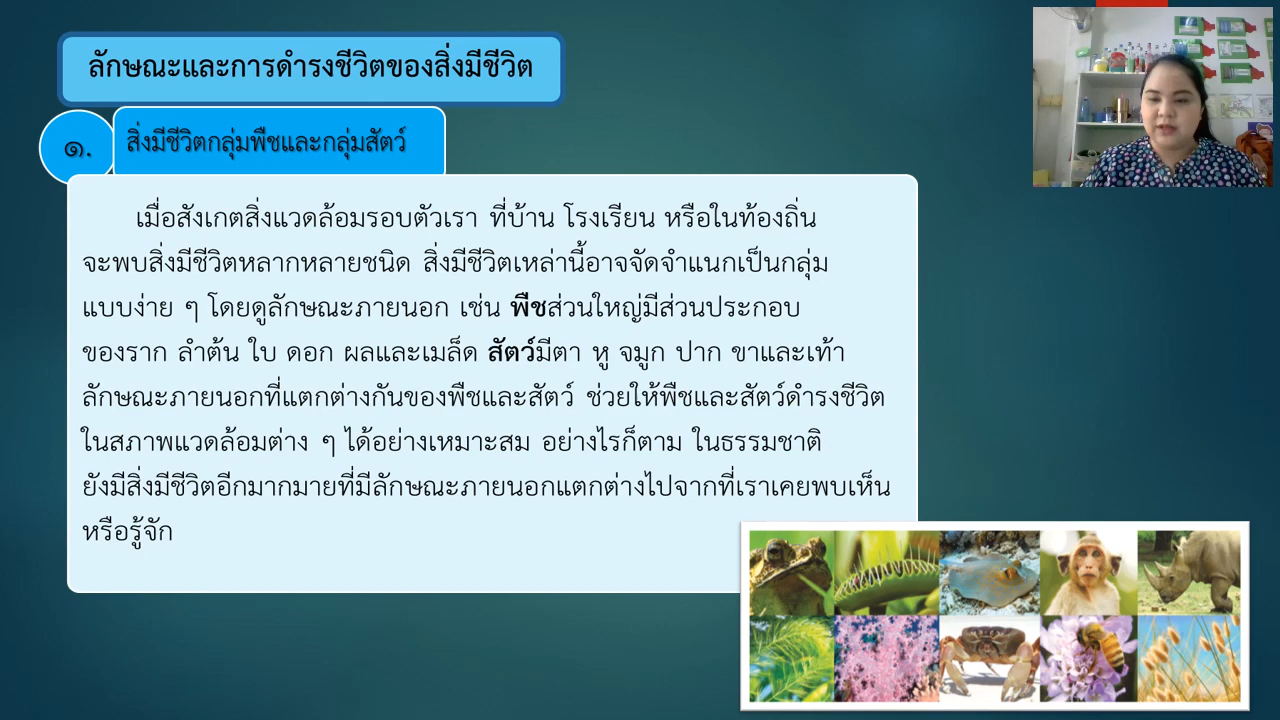 ลักษณะและการดำรงชีวิตของสิ่งมีชีวิต
๑.
สิ่งมีชีวิตกลุ่มพืชและกลุ่มสัตว์
เมื่อสังเกตสิ่งแวดล้อมรอบตัวเรา ที่บ้าน โรงเรียน หรือในท้องถิ่น
จะพบสิ่งมีชีวิตหลากหลายชนิด สิ่งมีชีวิตเหล่านี้อาจจัดจำแนกเป็นกลุ่ม
แบบง่าย ๆ โดยดูลักษณะภายนอก เช่น พืชส่วนใหญ่มีส่วนประกอบ
ของราก ลำต้น ใบ ดอก ผลและเมล็ด สัตว์มีตา หู จมูก ปาก ขาและเท้า
ลักษณะภายนอกที่แตกต่างกันของพืชและสัตว์ ช่วยให้พืชและสัตว์ดำรงชีวิต
ในสภาพแวดล้อมต่าง ๆ ได้อย่างเหมาะสม อย่างไรก็ตาม ในธรรมชาติ
ยังมีสิ่งมีชีวิตอีกมากมายที่มีลักษณะภายนอกแตกต่างไปจากที่เราเคยพบเห็น
หรือรู้จัก